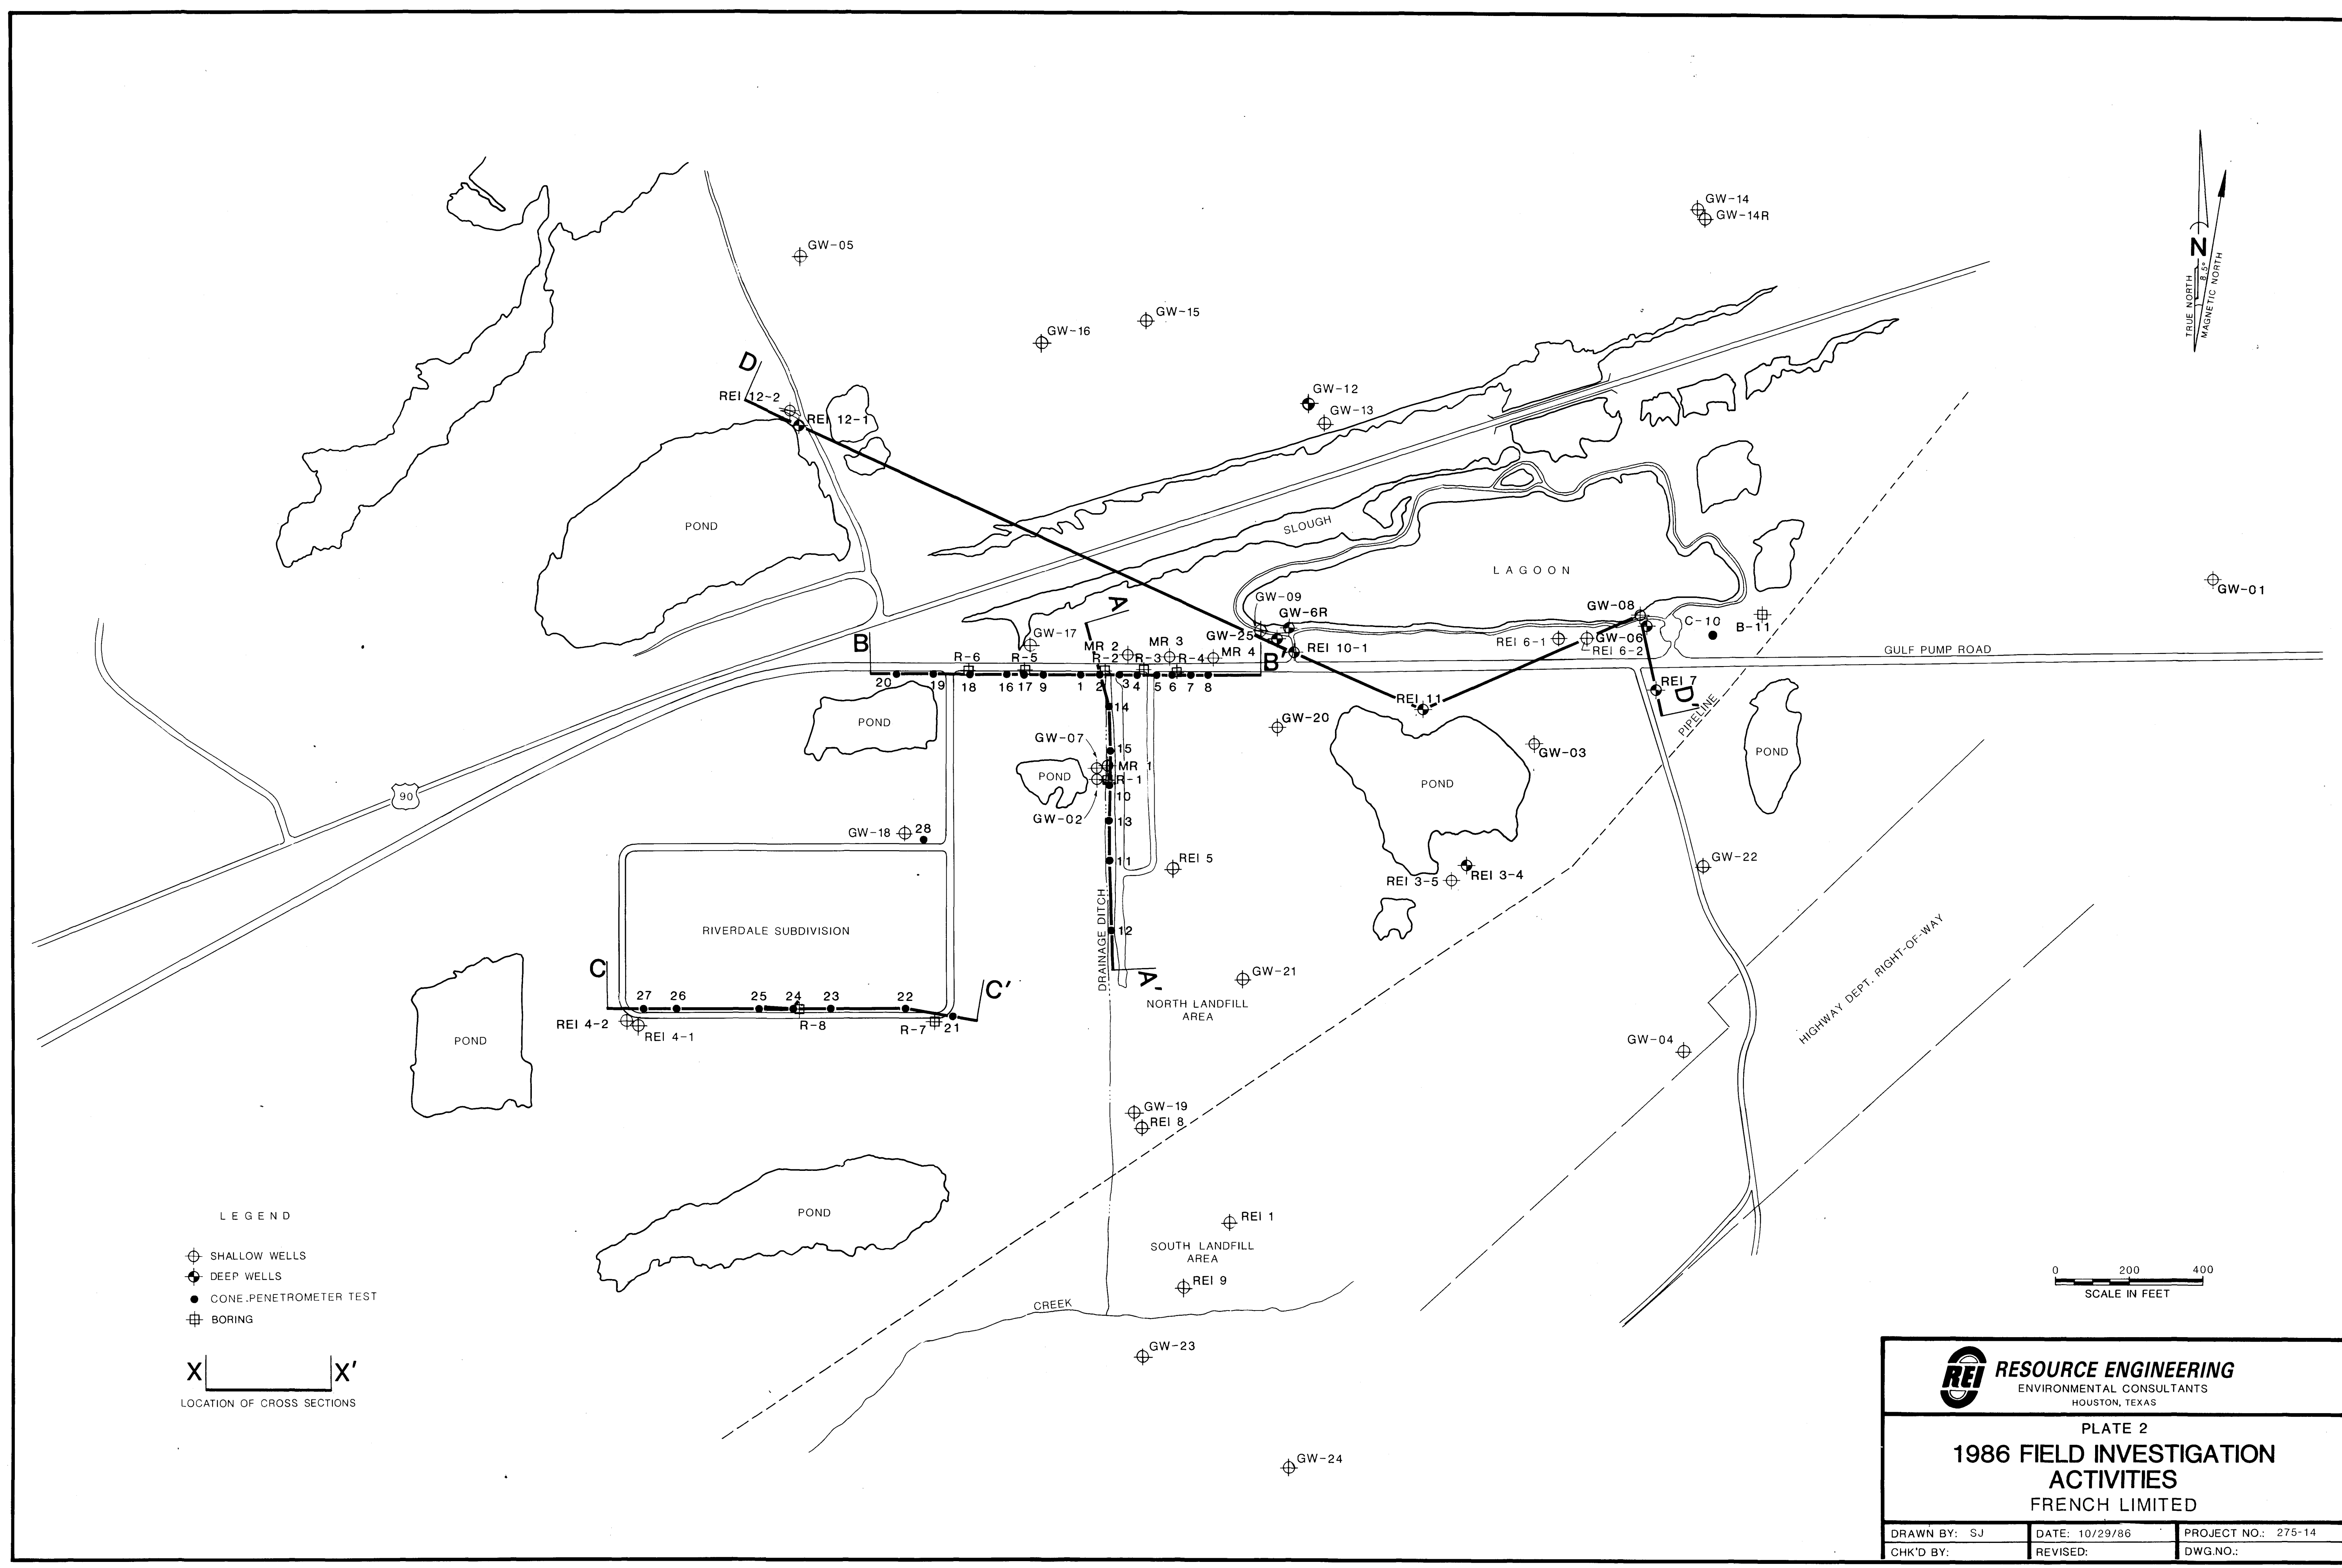 GW-14
GW-14R
GW-05
N
TRUE NORTH
8.5°
MAGNETIC NORTH
GW-15
GW-16
D
GW-12
REI 12-2
REI 12-1
GW-13
POND
SLOUGH
LAGOON
GW-01
GW-09
GW-6R
GW-08
A
GW-25
C-10
B-11
B
GW-17
MR 2
MR 3
MR 4
B'
REI 10-1
REI 6-1
GW-06
REI 6-2
GULF PUMP ROAD
R-6
R-5
R-2
R-3
R-4
20
19
18
16
17
9
1
2
3
4
5
6
7
8
REI 7
D'
REI 11
14
GW-20
PIPELINE
POND
GW-07
15
GW-03
POND
MR 1
POND
R-1
POND
90
10
GW-02
13
GW-18
28
11
REI 5
GW-22
REI 3-5
REI 3-4
DRAINAGE DITCH
12
RIVERDALE SUBDIVISION
HIGHWAY DEPT. RIGHT-OF-WAY
C
A'
GW-21
C'
NORTH LANDFILL
AREA
27
26
25
24
23
22
21
REI 4-2
REI 4-1
R-8
R-7
POND
GW-04
GW-19
REI 8
POND
REI 1
SOUTH LANDFILL
AREA
REI 9
CREEK
GW-23
GW-24
LEGEND
SHALLOW WELLS
DEEP WELLS
CONE.PENETROMETER TEST
BORING
X
X'
LOCATION OF CROSS SECTIONS
0 200 400
SCALE IN FEET
REI
RESOURCE ENGINEERING
ENVIRONMENTAL CONSULTANTS
HOUSTON, TEXAS
PLATE 2
1986 FIELD INVESTIGATION
ACTIVITIES
FRENCH LIMITED
DRAWN BY: SJ
DATE: 10/29/86
PROJECT NO.: 275-14
CHK'D BY:
REVISED:
DWG.NO.: